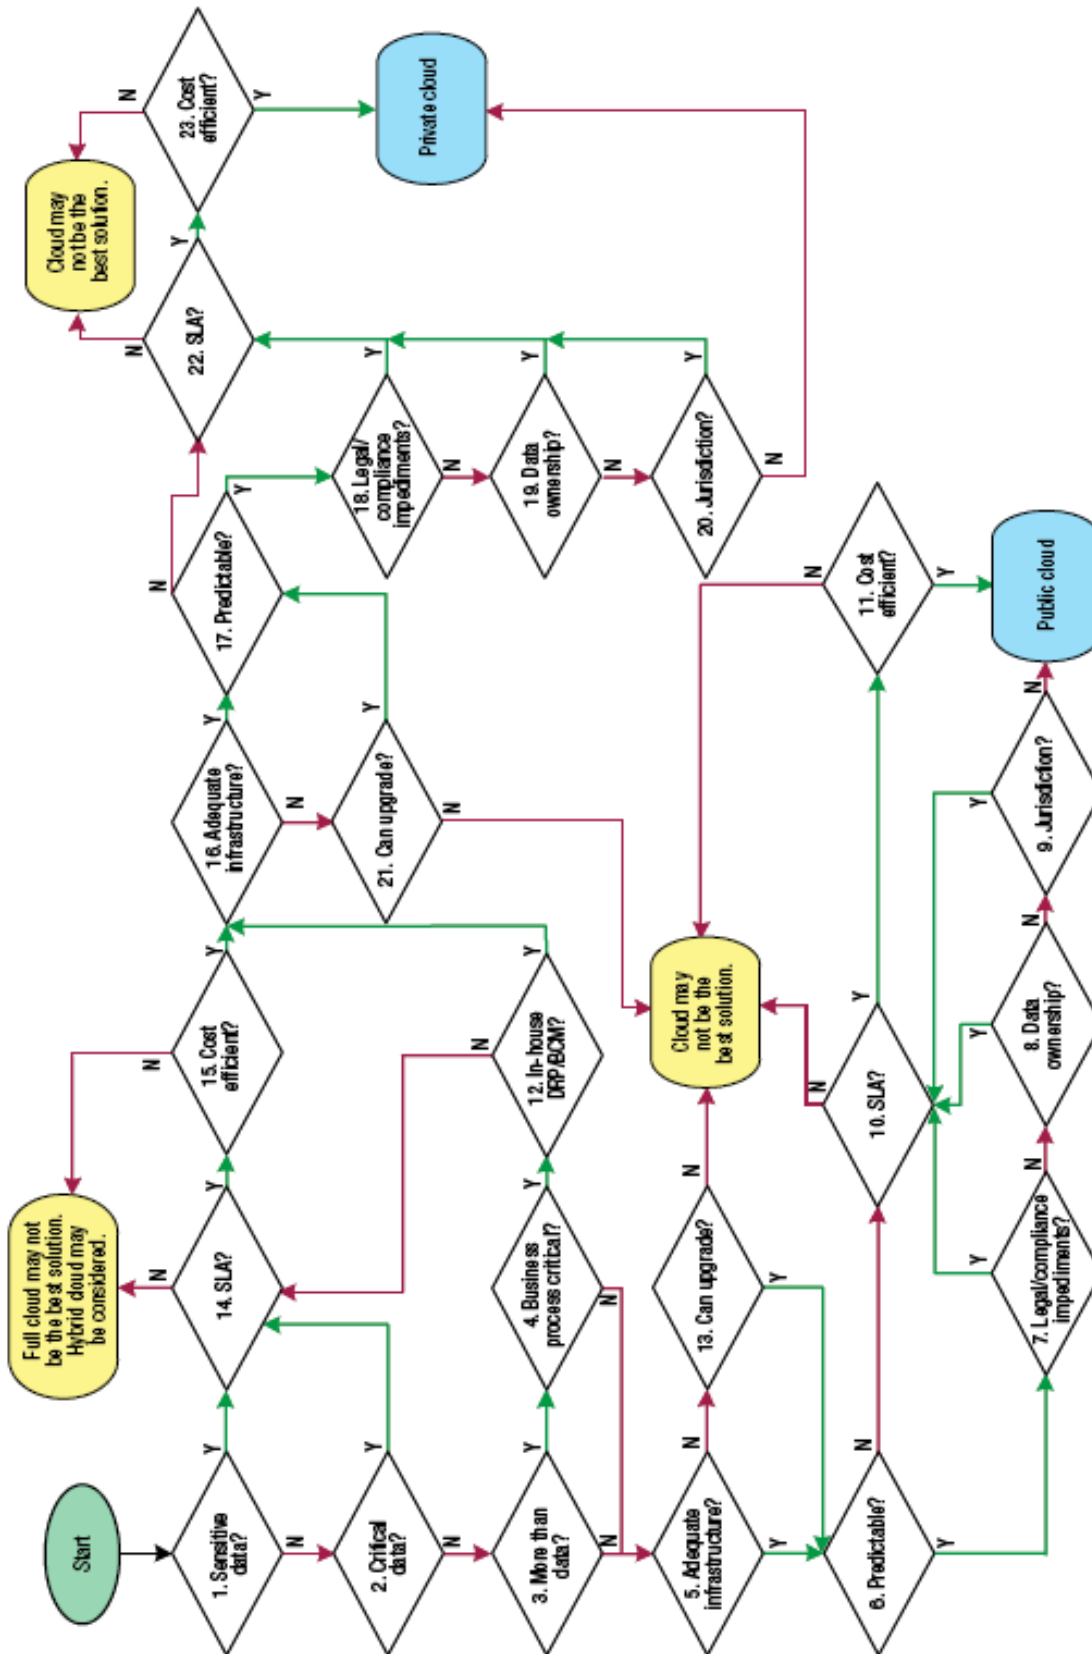 Start
1. Sensitive
data?
Y
N
2. Critical
data?
Y
N
3. More than
data?
Y
N
4. Business
process critical?
Y
N
5. Adequate
infrastructure?
N
Y
6. Predictable?
N
Y
7. Legal/compliance
impediments?
Y
N
8. Data
ownership?
Y
N
9. Jurisdiction?
Y
N
Public cloud
10. SLA?
N
Y
11. Cost
efficient?
N
Y
12. In-house
DRP/BCM?
N
Y
13. Can upgrade?
N
Y
Cloud may
not be the
best solution.
14. SLA?
N
Y
Full cloud may not
be the best solution.
Hybrid cloud may
be considered.
15. Cost
efficient?
N
Y
16. Adequate
infrastructure?
Y
N
17. Predictable?
N
Y
18. Legal/
compliance
impediments?
Y
N
19. Data
ownership?
Y
N
20. Jurisdiction?
Y
N
21. Can upgrade?
Y
N
22. SLA?
N
Y
23. Cost
efficient?
N
Y
Cloud may
not be the
best solution.
Private cloud